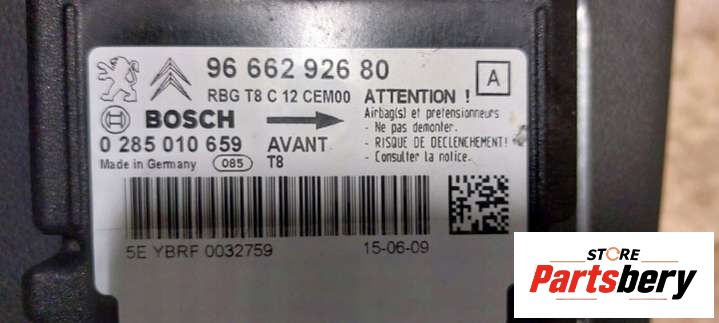 96 662 926 80
A
RBG T8 C 12 CEM00
ATTENTION !
BOSCH
AVANT
T8
0 285 010 659
Made in Germany
085
Airbag(s) et pretensionneurs
- Ne pas demonter.
- RISQUE DE DECLENCHEMENT!
- Consulter la notice.
5E YBRF 0032759
15-06-09
STORE
Partsbery